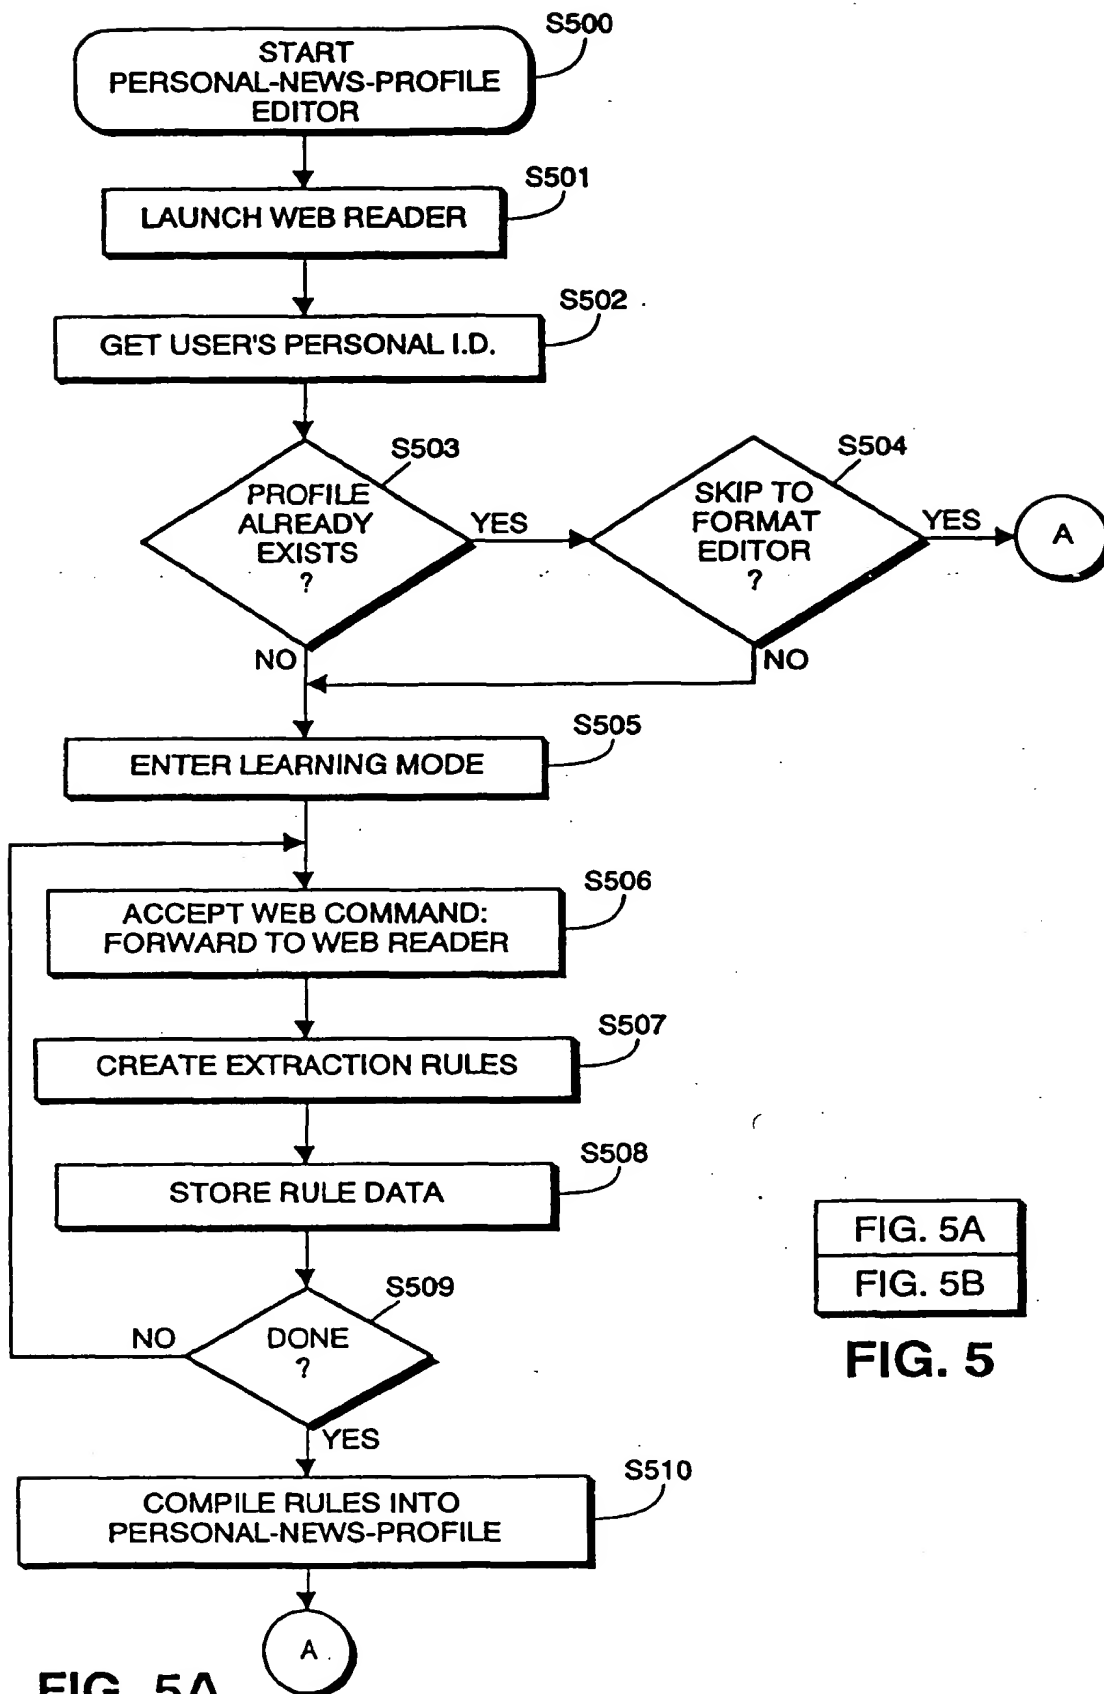 S500
START
PERSONAL-NEWS-PROFILE
EDITOR
S501
LAUNCH WEB READER
S502
GET USER'S PERSONAL I.D.
S503
PROFILE
ALREADY
EXISTS
?
YES
NO
S504
SKIP TO
FORMAT
EDITOR
?
YES
A
NO
S505
ENTER LEARNING MODE
S506
ACCEPT WEB COMMAND:
FORWARD TO WEB READER
S507
CREATE EXTRACTION RULES
S508
STORE RULE DATA
S509
DONE
?
NO
YES
S510
COMPILE RULES INTO
PERSONAL-NEWS-PROFILE
A
FIG. 5A
FIG. 5A
FIG. 5B
FIG. 5